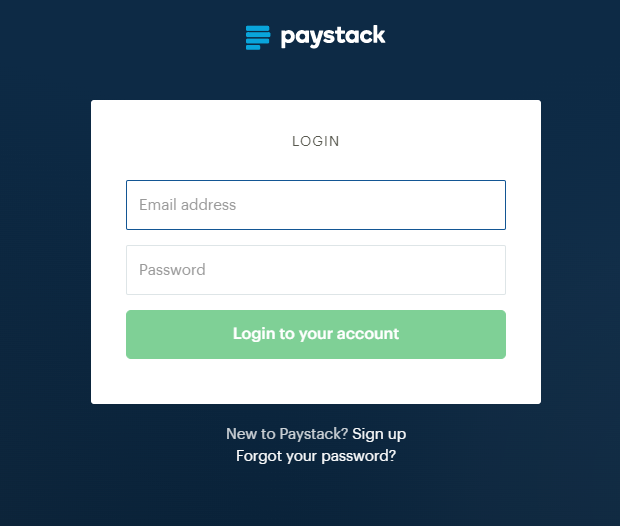 paystack
LOGIN
Email address
Password
Login to your account
New to Paystack? Sign up
Forgot your password?